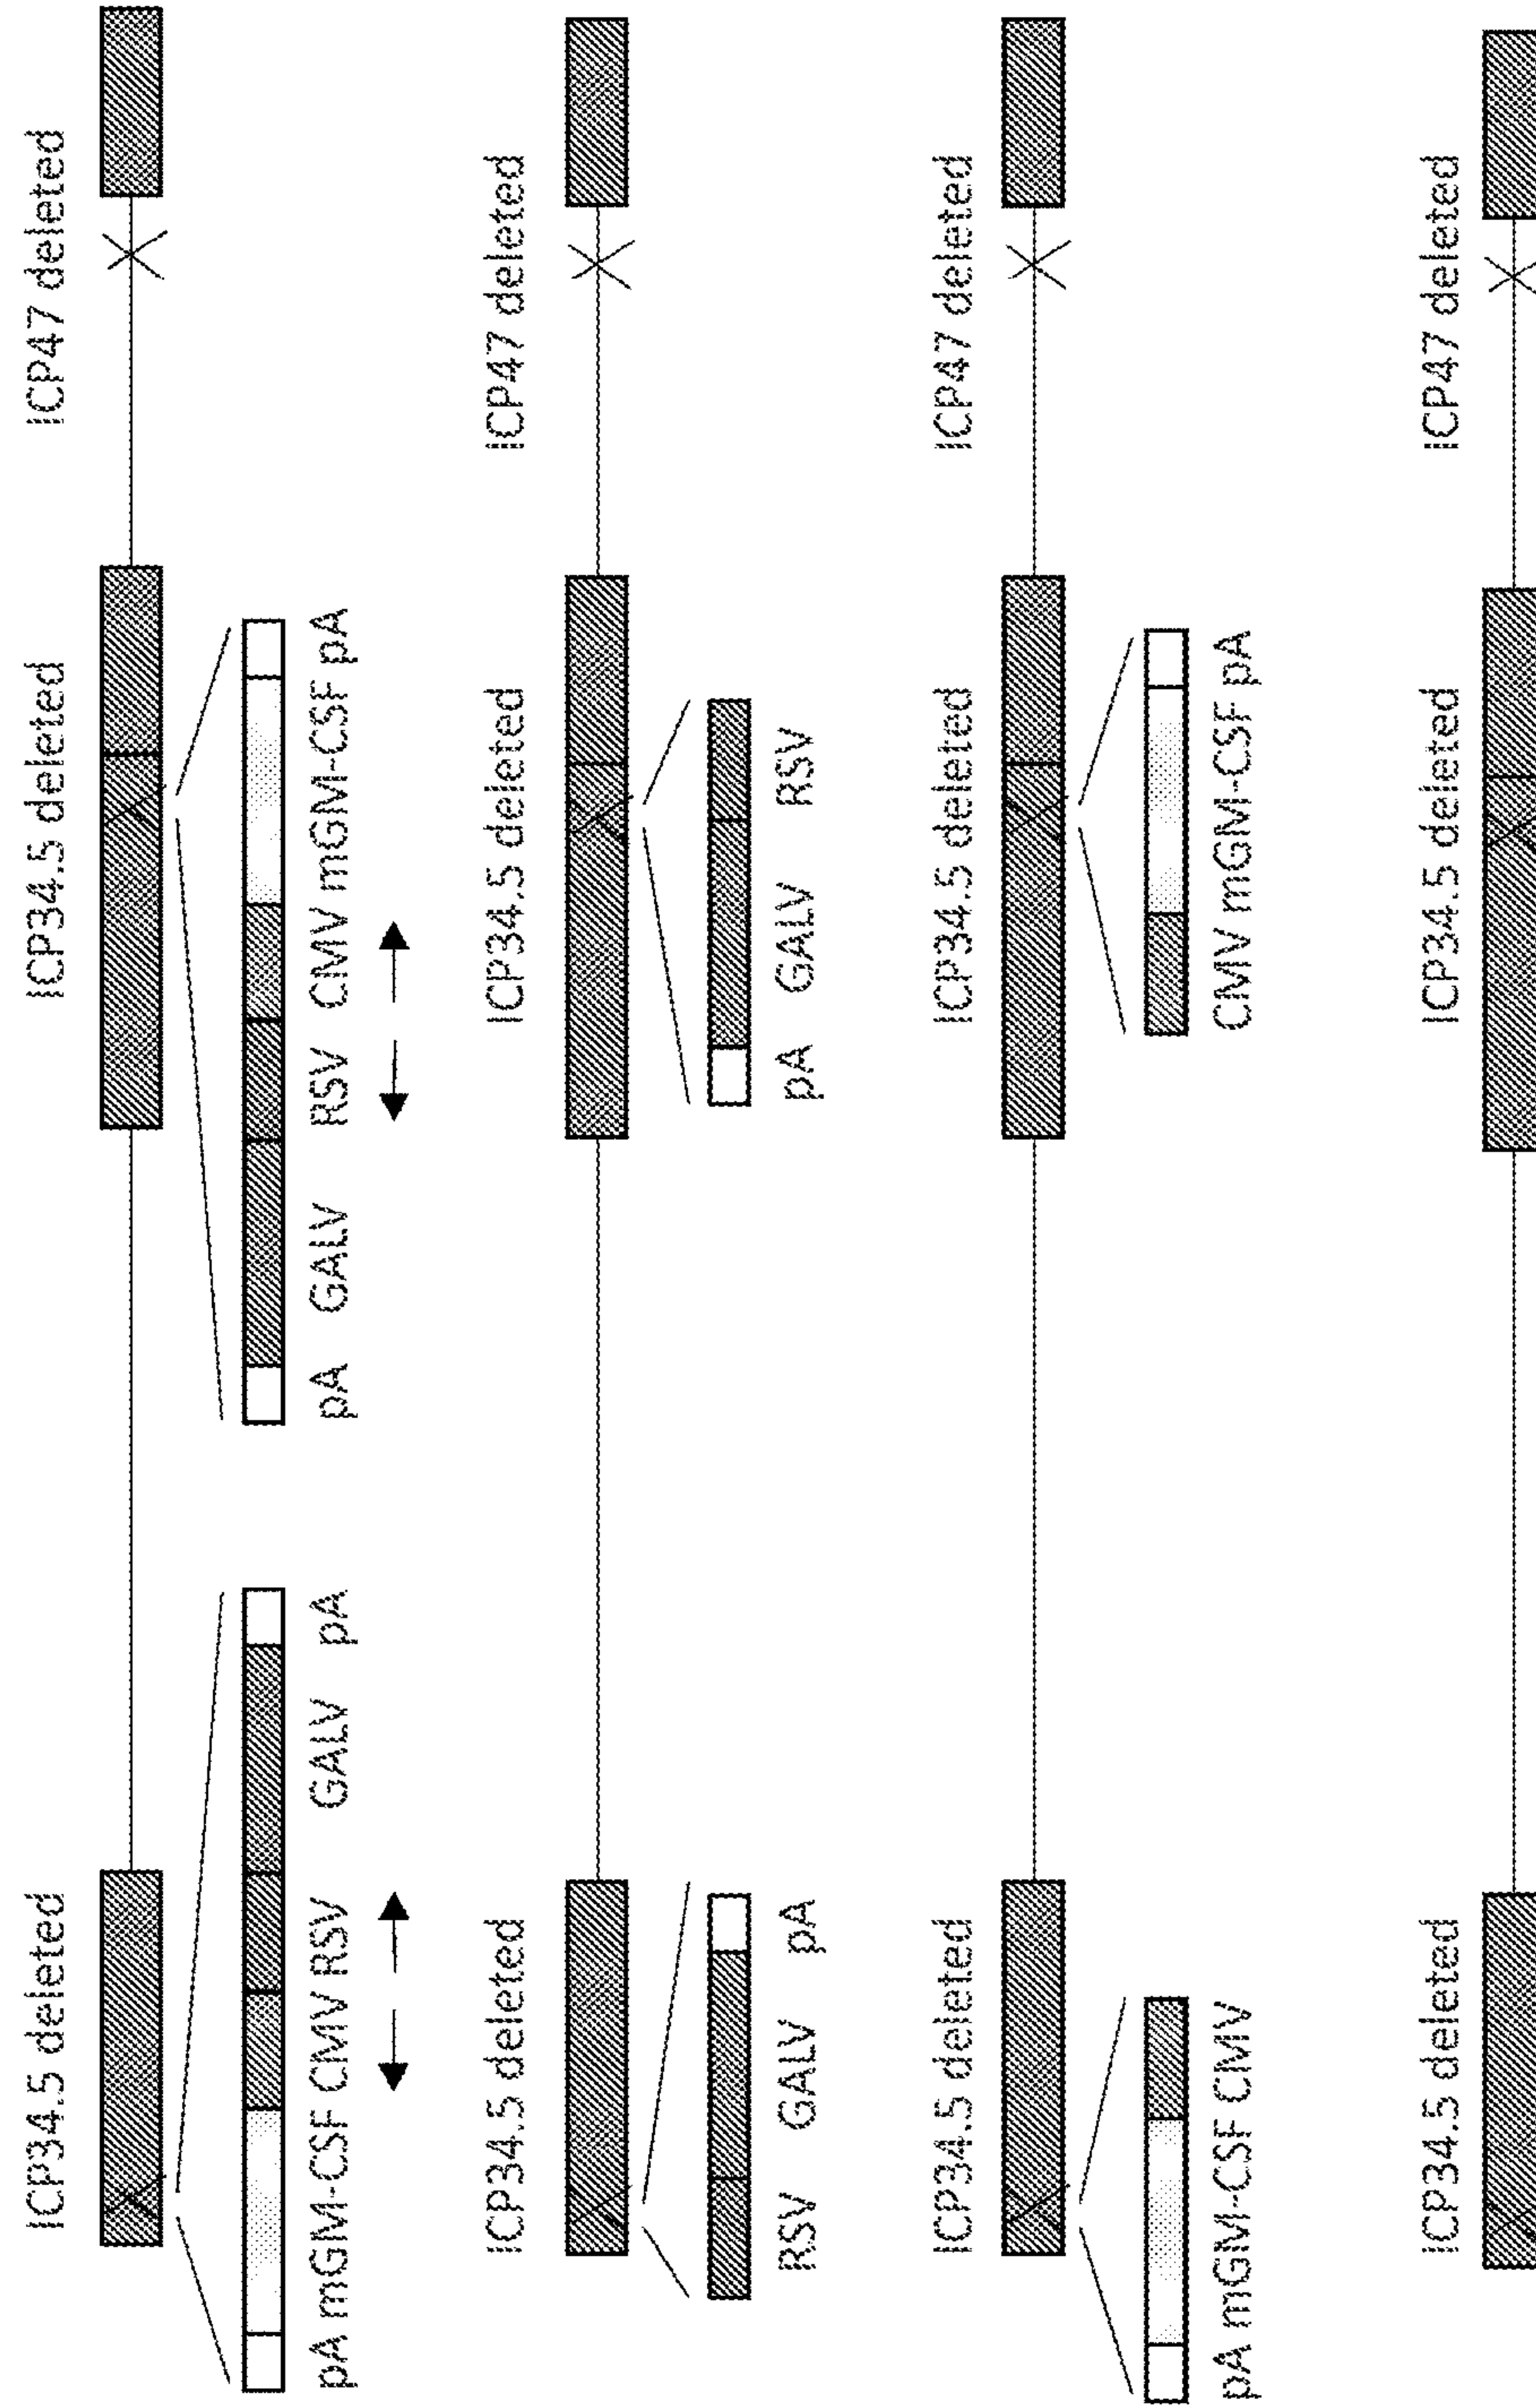 ICP34.5 deleted ICP34.5 deleted ICP47 deleted
pA mGM-CSF CMV RSV GALV pA pA GALV RSV CMV mGM-CSF pA
ICP34.5 deleted ICP34.5 deleted ICP47 deleted
RSV GALV pA pA GALV RSV
ICP34.5 deleted ICP34.5 deleted ICP47 deleted
pA mGM-CSF CMV CMV mGM-CSF pA
ICP34.5 deleted ICP34.5 deleted ICP47 deleted